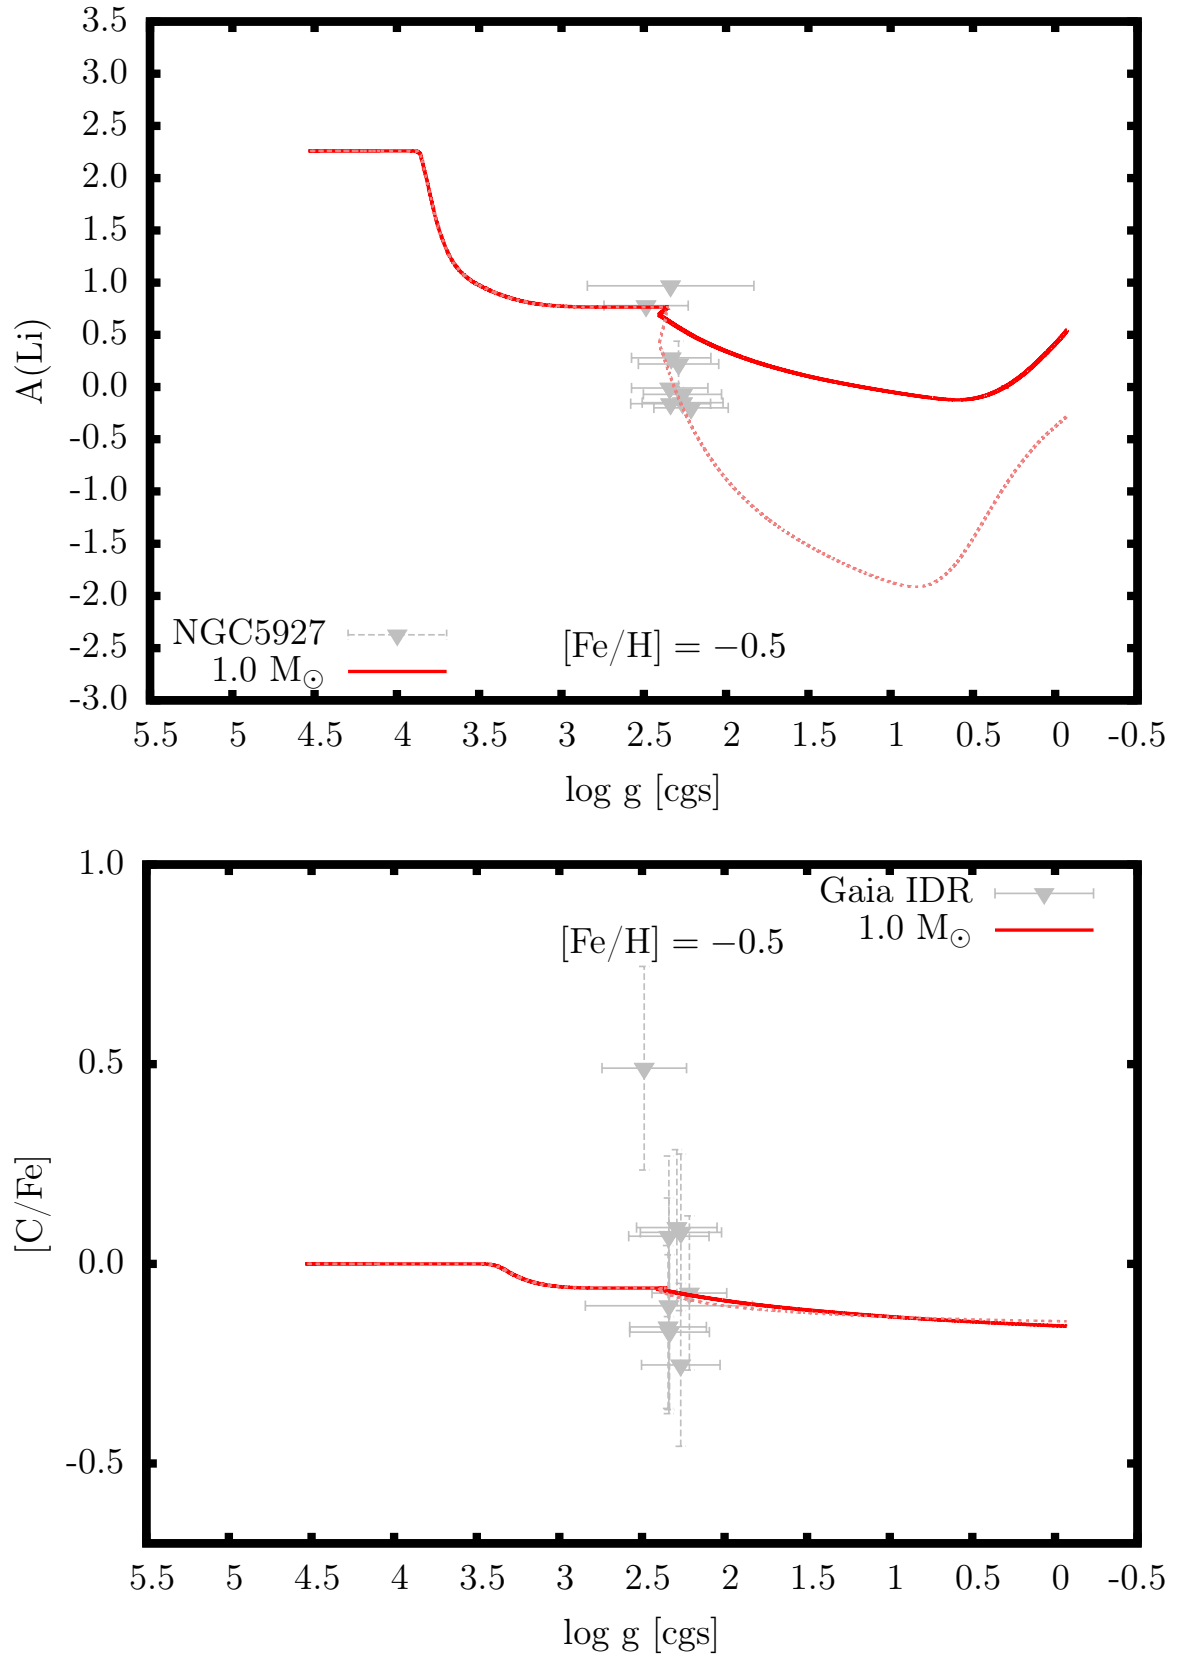 3.5
3.0
2.5
2.0
1.5
1.0
0.5
0.0
-0.5
-1.0
-1.5
-2.0
-2.5
-3.0
A(Li)
NGC5927
1.0 M⊙
[Fe/H] = −0.5
5.5 5 4.5 4 3.5 3 2.5 2 1.5 1 0.5 0 -0.5
log g [cgs]
1.0
0.5
0.0
-0.5
[C/Fe]
Gaia IDR
1.0 M⊙
[Fe/H] = −0.5
5.5 5 4.5 4 3.5 3 2.5 2 1.5 1 0.5 0 -0.5
log g [cgs]